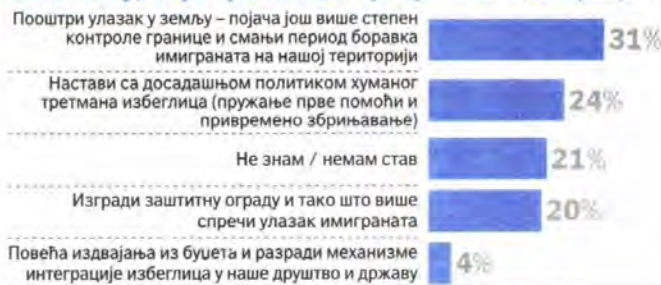 Пооштри улазак у земљу – појача још више степен
контроле границе и смањи период боравка
имиграната на нашој територији
31%
Настави са досадашњом политиком хуманог
третмана избеглица (пружање прве помоћи и
привремено збрињавање)
24%
Не знам / немам став
21%
Изгради заштитну ограду и тако што више
спречи улазак имиграната
20%
Повећа издвајања из буџета и разради механизме
интеграције избеглица у наше друштво и државу
4%